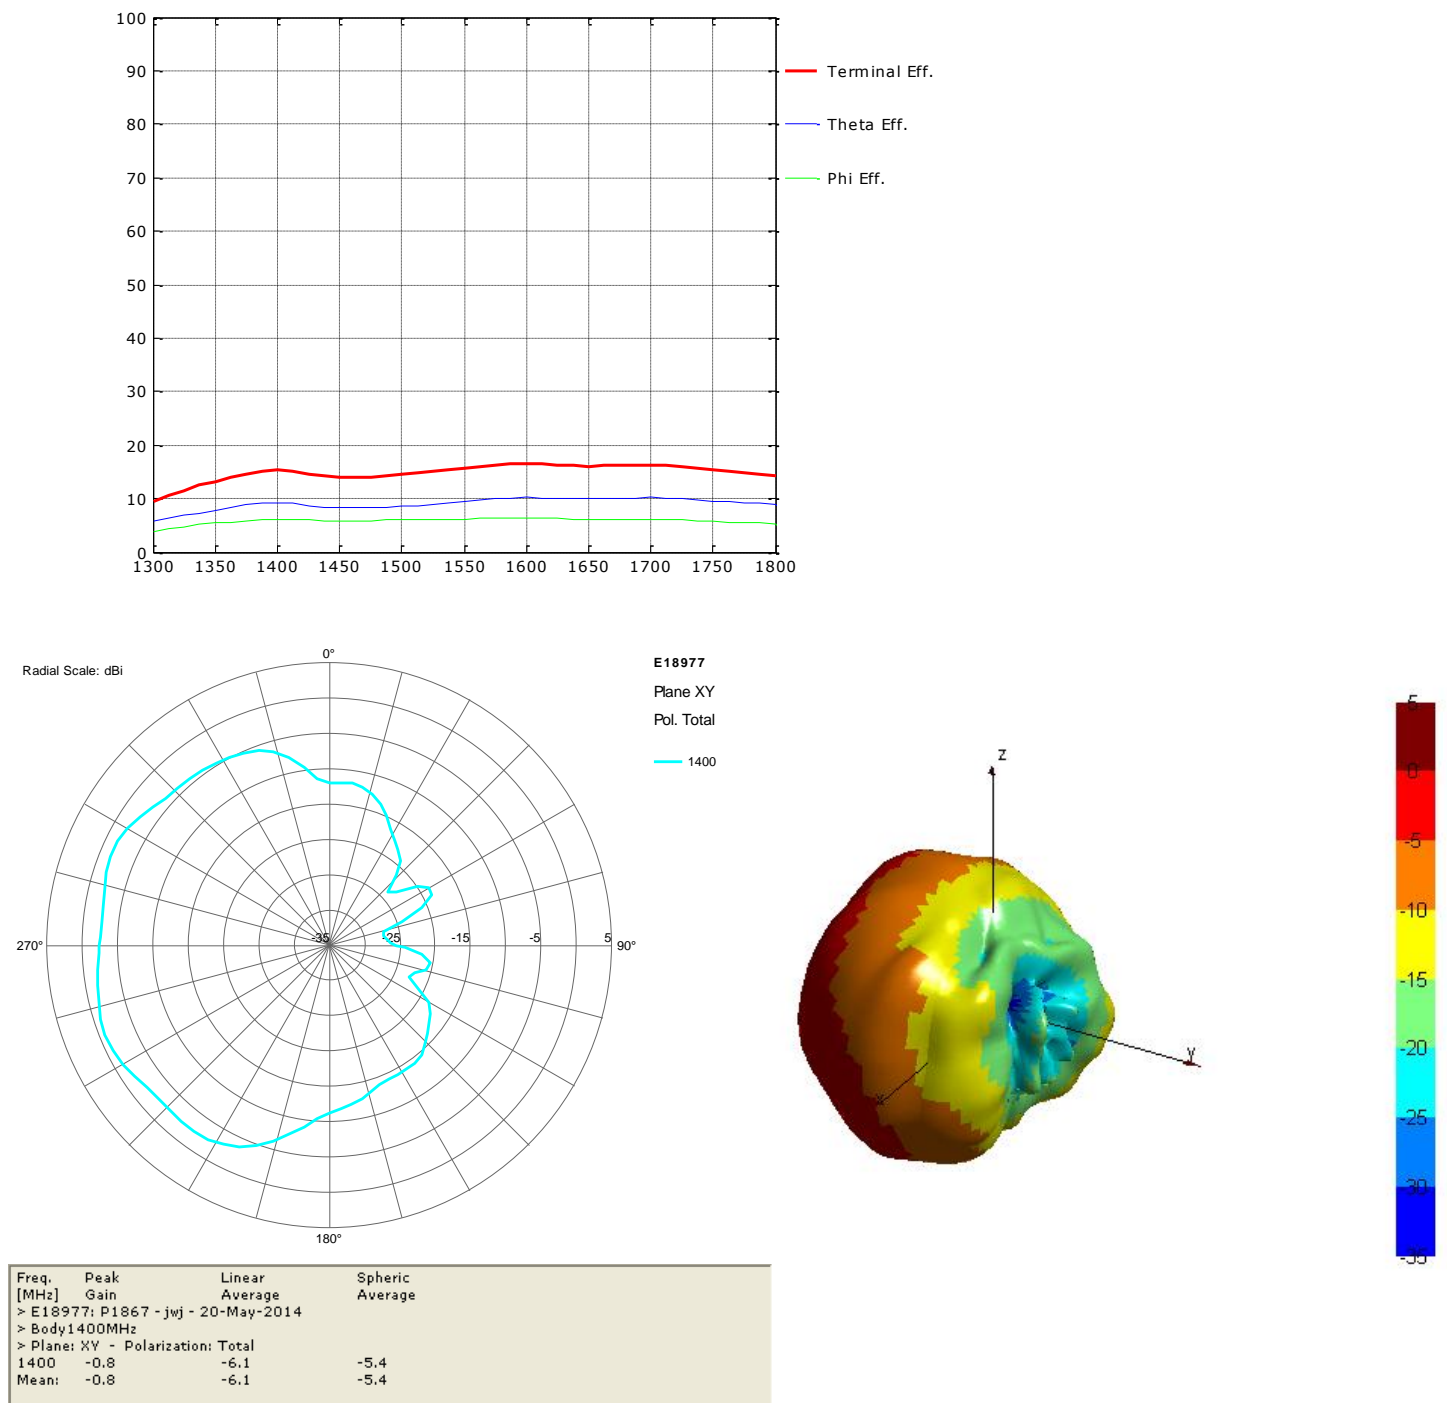 100
90
80
70
60
50
40
30
20
10
0
1300 1350 1400 1450 1500 1550 1600 1650 1700 1750 1800
Terminal Eff.
Theta Eff.
Phi Eff.
Radial Scale: dBi
0°
270°
-35 -25 -15 -5 5
90°
180°
E18977
Plane XY
Pol. Total
1400
Z
X
Y
5
0
-5
-10
-15
-20
-25
-30
-35
Freq. Peak Linear Spheric
[MHz] Gain Average Average
> E18977: P1867 - jwj - 20-May-2014
> Body1400MHz
> Plane: XY - Polarization: Total
1400 -0.8 -6.1 -5.4
Mean: -0.8 -6.1 -5.4